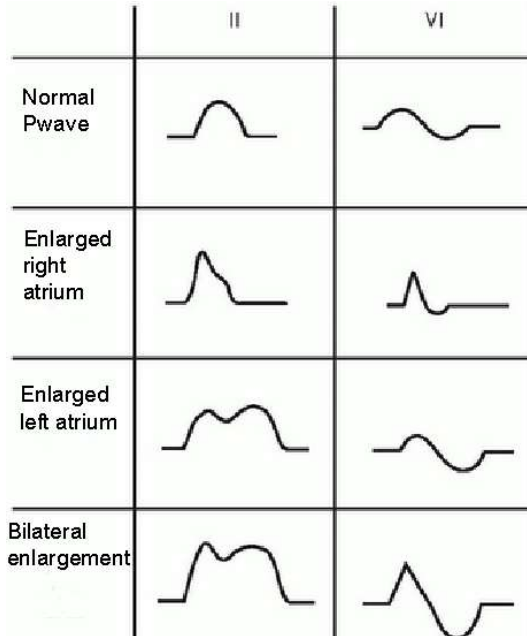 II VI
Normal
Pwave
Enlarged
right
atrium
Enlarged
left atrium
Bilateral
enlargement